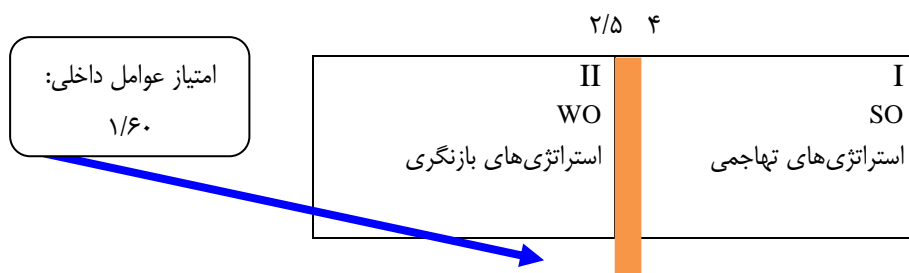 ۲/۵ ۴
امتیاز عوامل داخلی:
۱/۶۰
I
SO
استراتژی‌های تهاجمی
II
WO
استراتژی‌های بازنگری